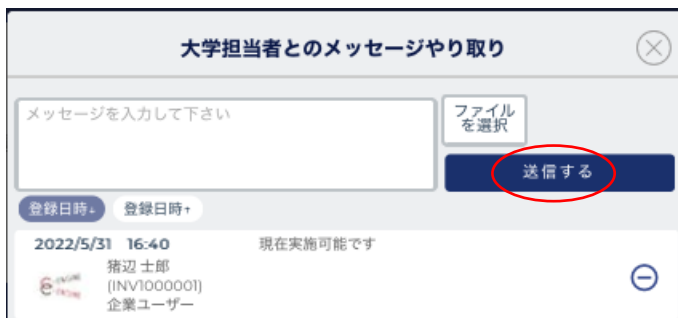 大学担当者とのメッセージやり取り
メッセージを入力して下さい
ファイル
を選択
送信する
登録日時↓ 登録日時↑
2022/5/31 16:40 現在実施可能です
猪辺 士郎
(INV1000001)
企業ユーザー